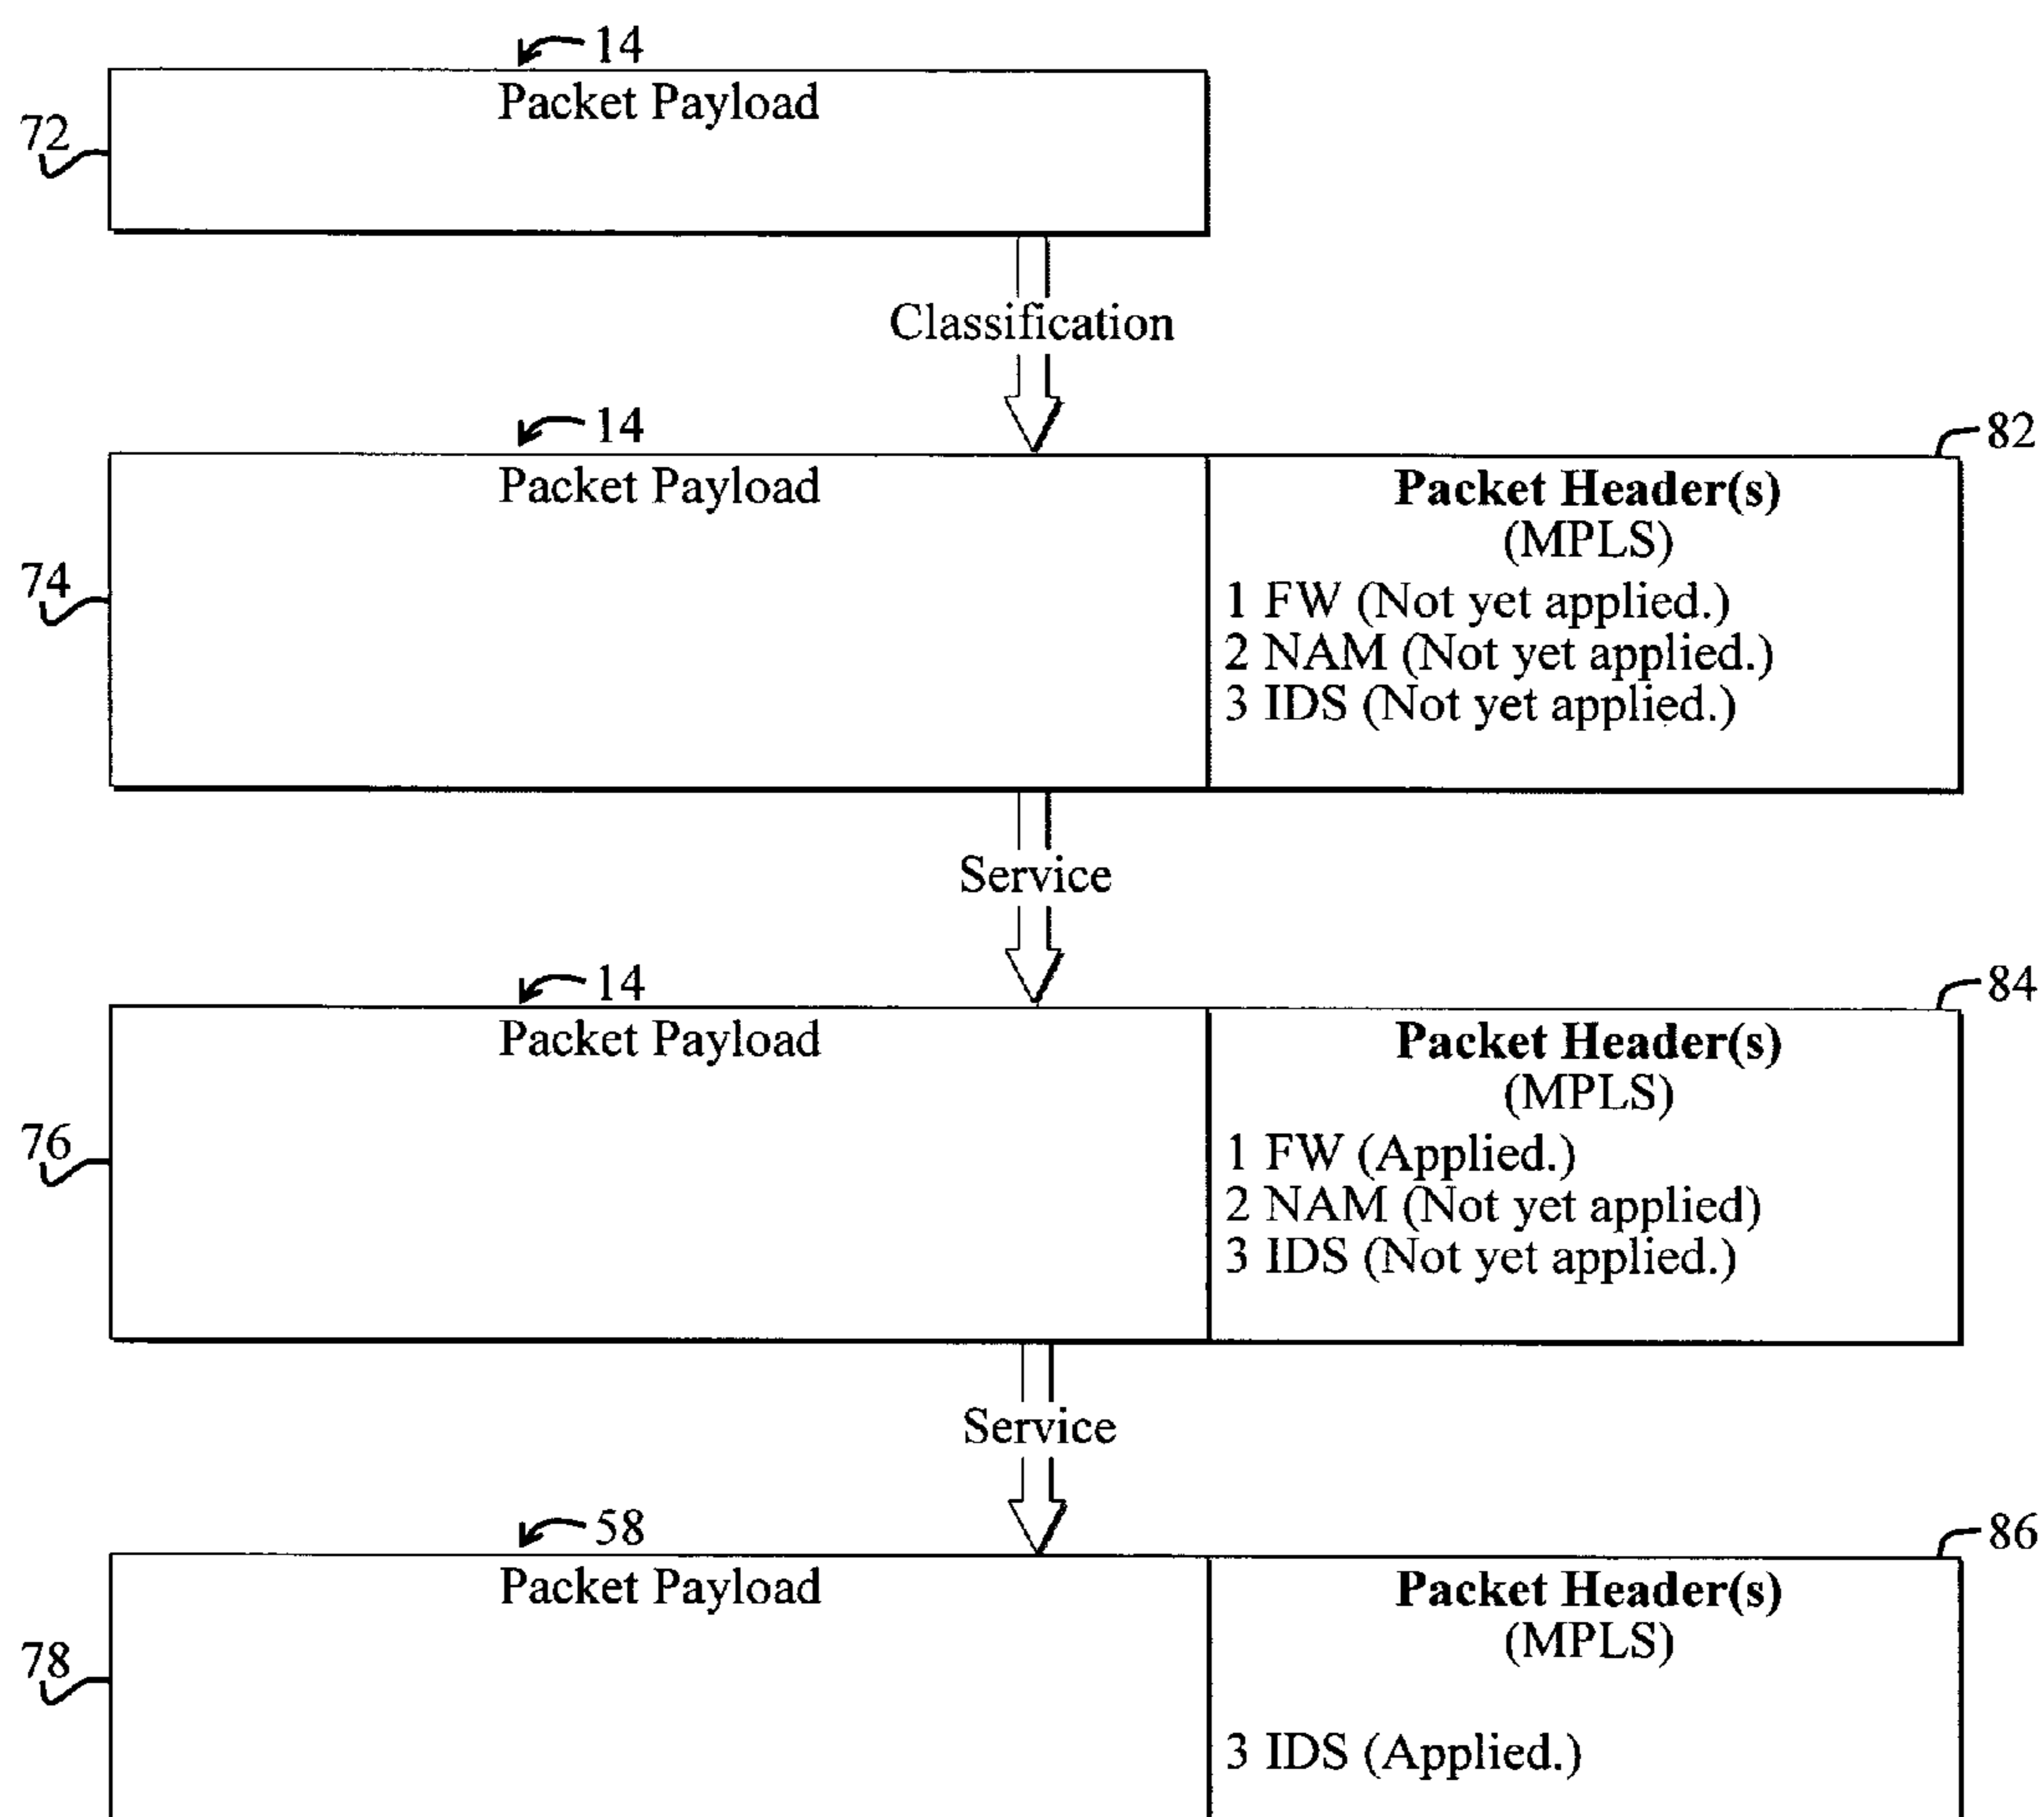 14
Packet Payload
72
Classification
14
82
Packet Payload
Packet Header(s)
(MPLS)
74
1 FW (Not yet applied.)
2 NAM (Not yet applied.)
3 IDS (Not yet applied.)
Service
14
84
Packet Payload
Packet Header(s)
(MPLS)
76
1 FW (Applied.)
2 NAM (Not yet applied)
3 IDS (Not yet applied.)
Service
58
86
Packet Payload
Packet Header(s)
(MPLS)
78
3 IDS (Applied.)